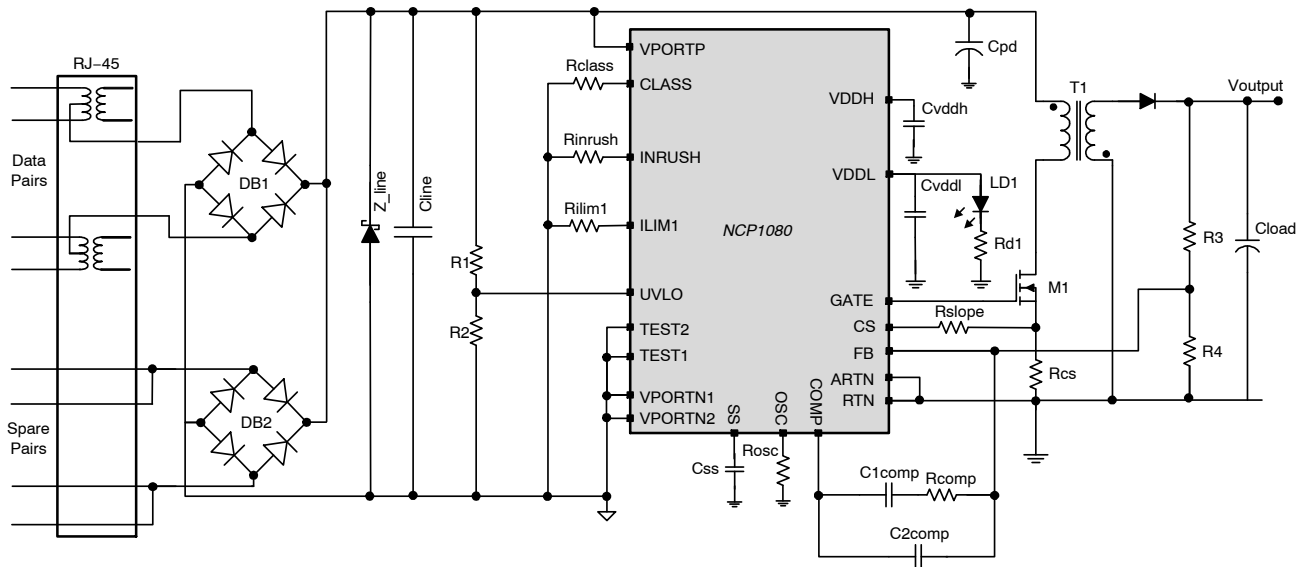 RJ−45
Data
Pairs
Spare
Pairs
DB1
DB2
Z_line
Cline
R1
R2
Rclass
Rinrush
Rilim1
VPORTP
CLASS
INRUSH
ILIM1
UVLO
TEST2
TEST1
VPORTN1
VPORTN2
NCP1080
VDDH
VDDL
GATE
CS
FB
ARTN
RTN
SS
OSC
COMP
Css
Rosc
C1comp
Rcomp
C2comp
Cvddh
Cvddl
LD1
Rd1
Cpd
T1
M1
Rslope
Rcs
Voutput
R3
R4
Cload